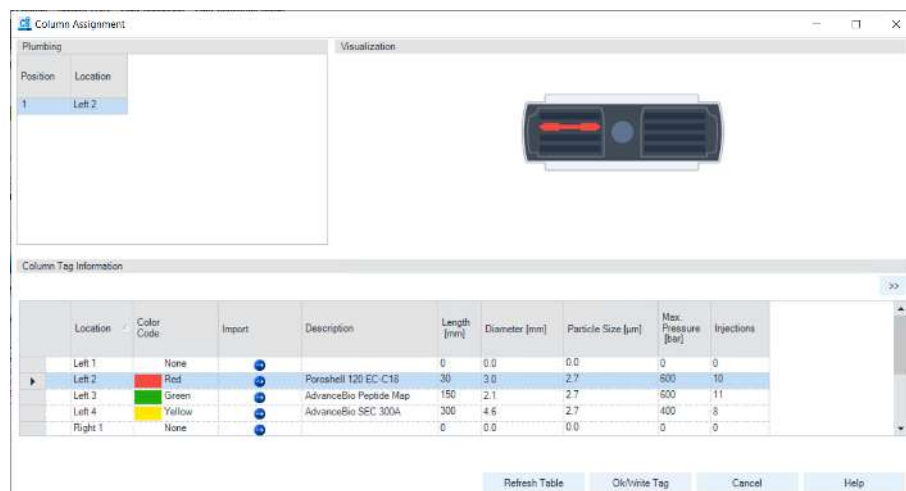 Column Assignment
Plumbing
Visualization
Position Location
1 Left 2
Column Tag Information
>>
Location Color Code Import Description Length [mm] Diameter [mm] Particle Size [µm] Max. Pressure [bar] Injections
Left 1 None 0 0.0 0.0 0 0
Left 2 Red Poroshell 120 EC-C18 30 3.0 2.7 600 10
Left 3 Green AdvanceBio Peptide Map 150 2.1 2.7 600 11
Left 4 Yellow AdvanceBio SEC 300A 300 4.6 2.7 400 8
Right 1 None 0 0.0 0.0 0 0
Refresh Table Ok/Write Tag Cancel Help